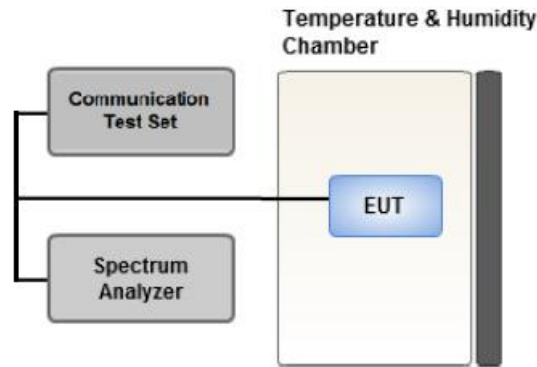 Temperature & Humidity
Chamber
Communication
Test Set
EUT
Spectrum
Analyzer